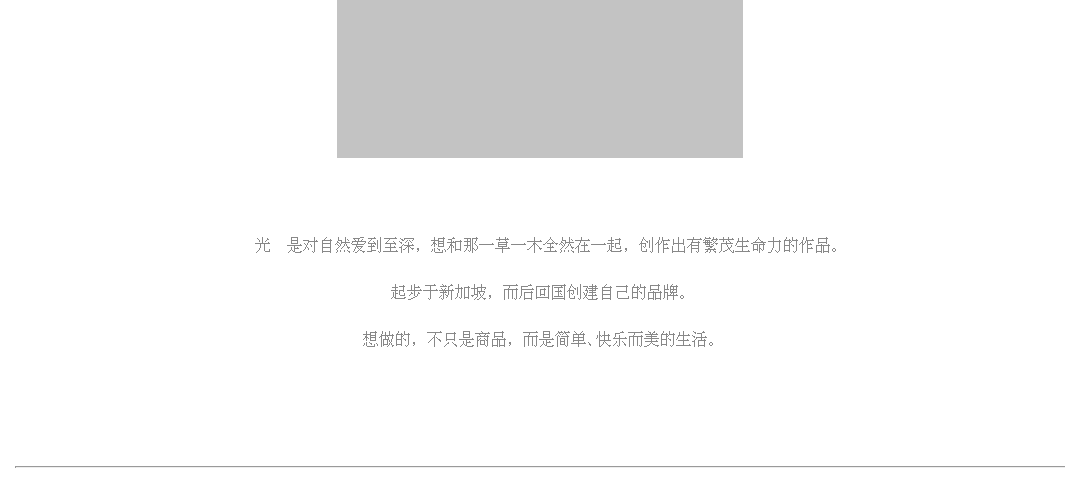 光　是对自然爱到至深，想和那一草一木全然在一起，创作出有繁茂生命力的作品。
起步于新加坡，而后回国创建自己的品牌。
想做的，不只是商品，而是简单、快乐而美的生活。